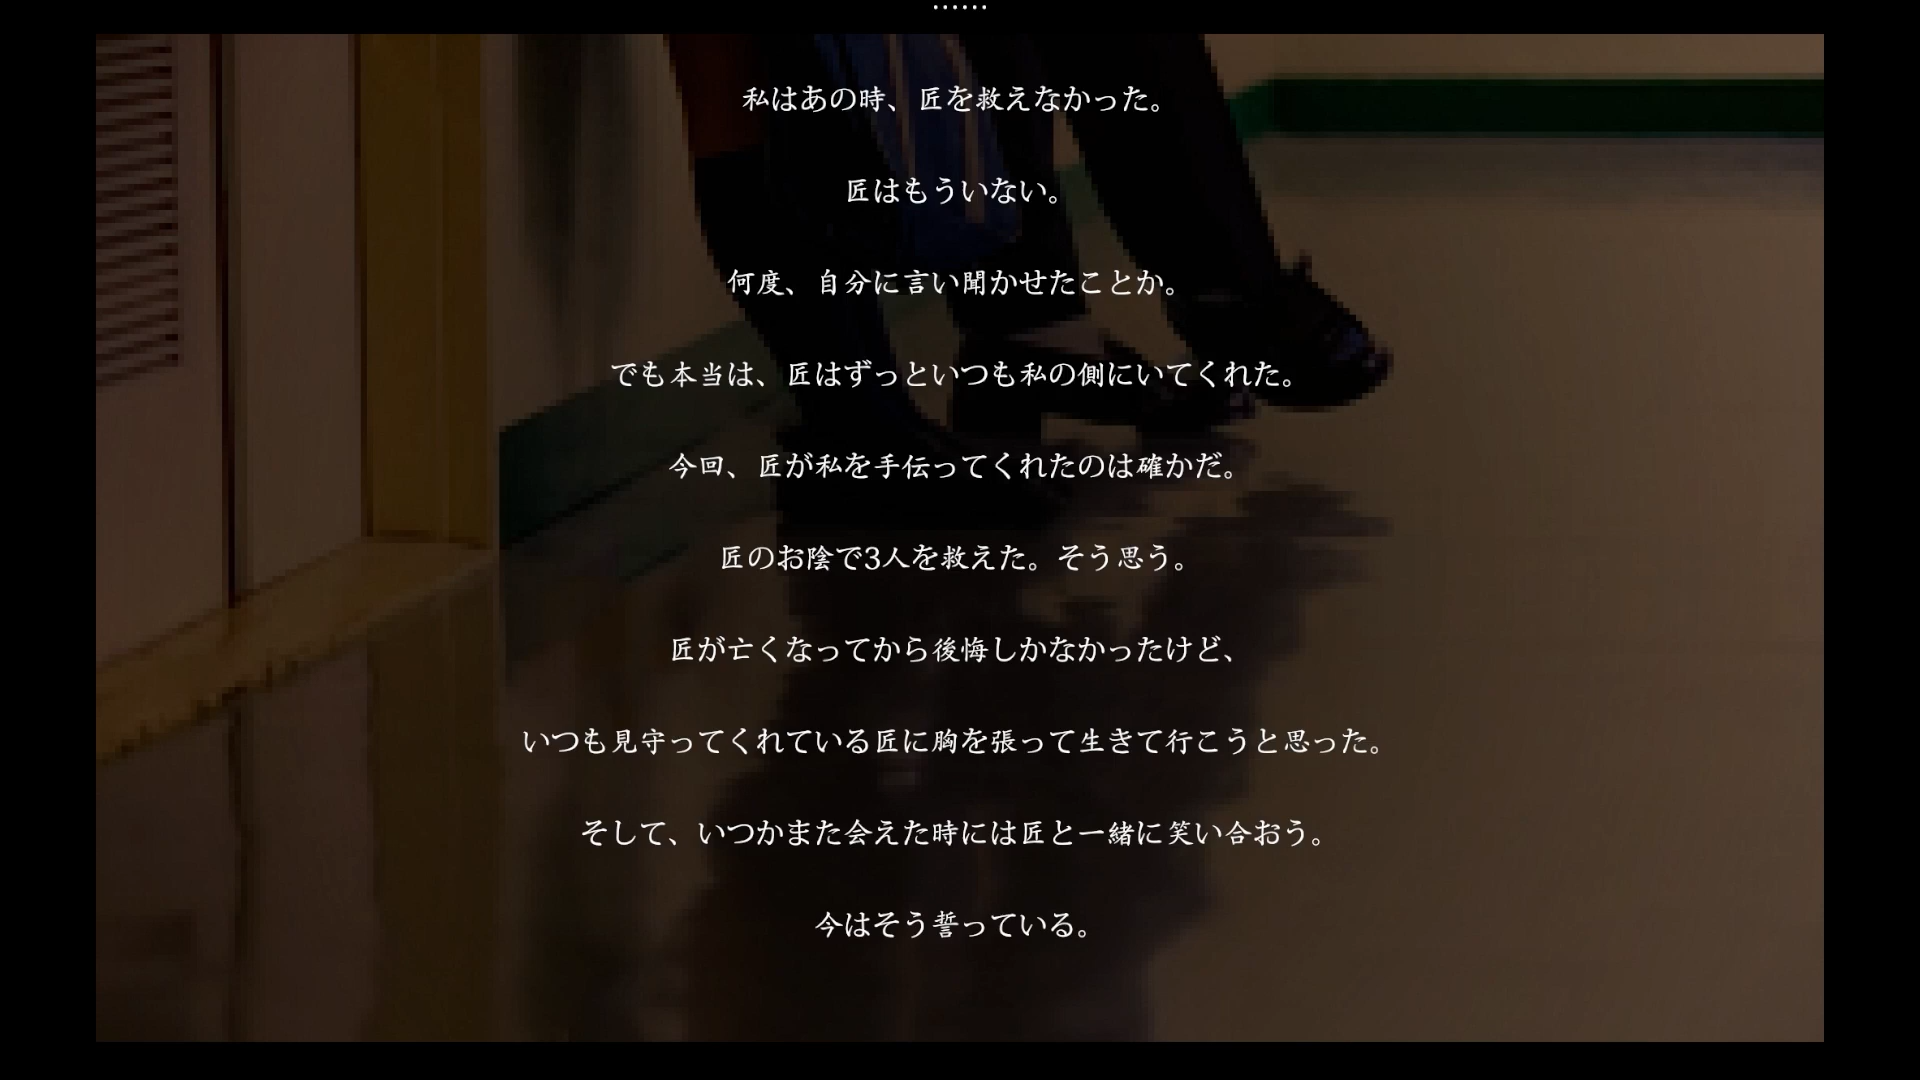 ……
私はあの時、匠を救えなかった。
匠はもういない。
何度、自分に言い聞かせたことか。
でも本当は、匠はずっといつも私の側にいてくれた。
今回、匠が私を手伝ってくれたのは確かだ。
匠のお陰で3人を救えた。そう思う。
匠が亡くなってから後悔しかなかったけど、
いつも見守ってくれている匠に胸を張って生きて行こうと思った。
そして、いつかまた会えた時には匠と一緒に笑い合おう。
今はそう誓っている。